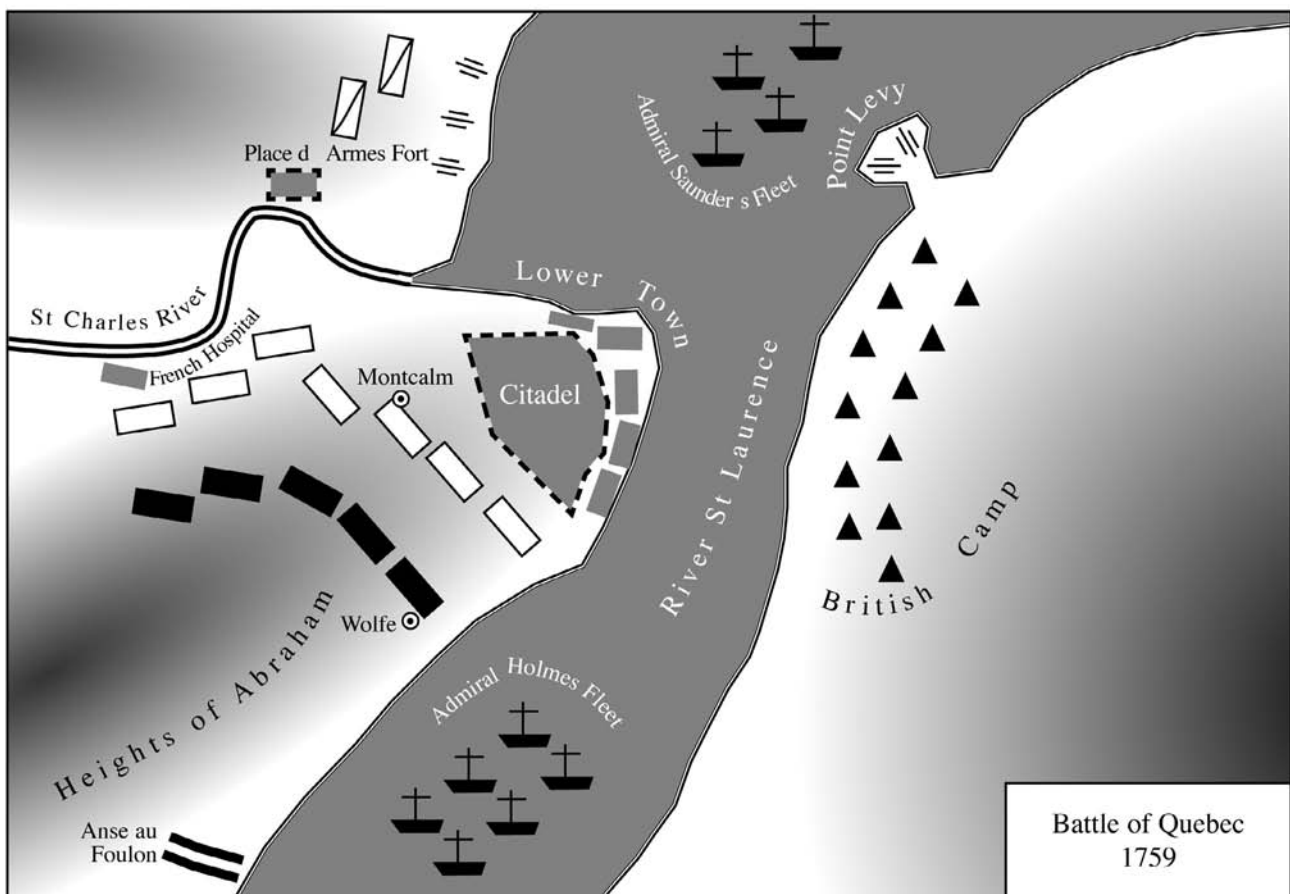 Place d Armes Fort
Admiral Saunder s Fleet
Point Levy
Lower Town
St Charles River
French Hospital
Montcalm
Citadel
River St Laurence
British Camp
Wolfe
Heights of Abraham
Admiral Holmes Fleet
Anse au
Foulon
Battle of Quebec
1759